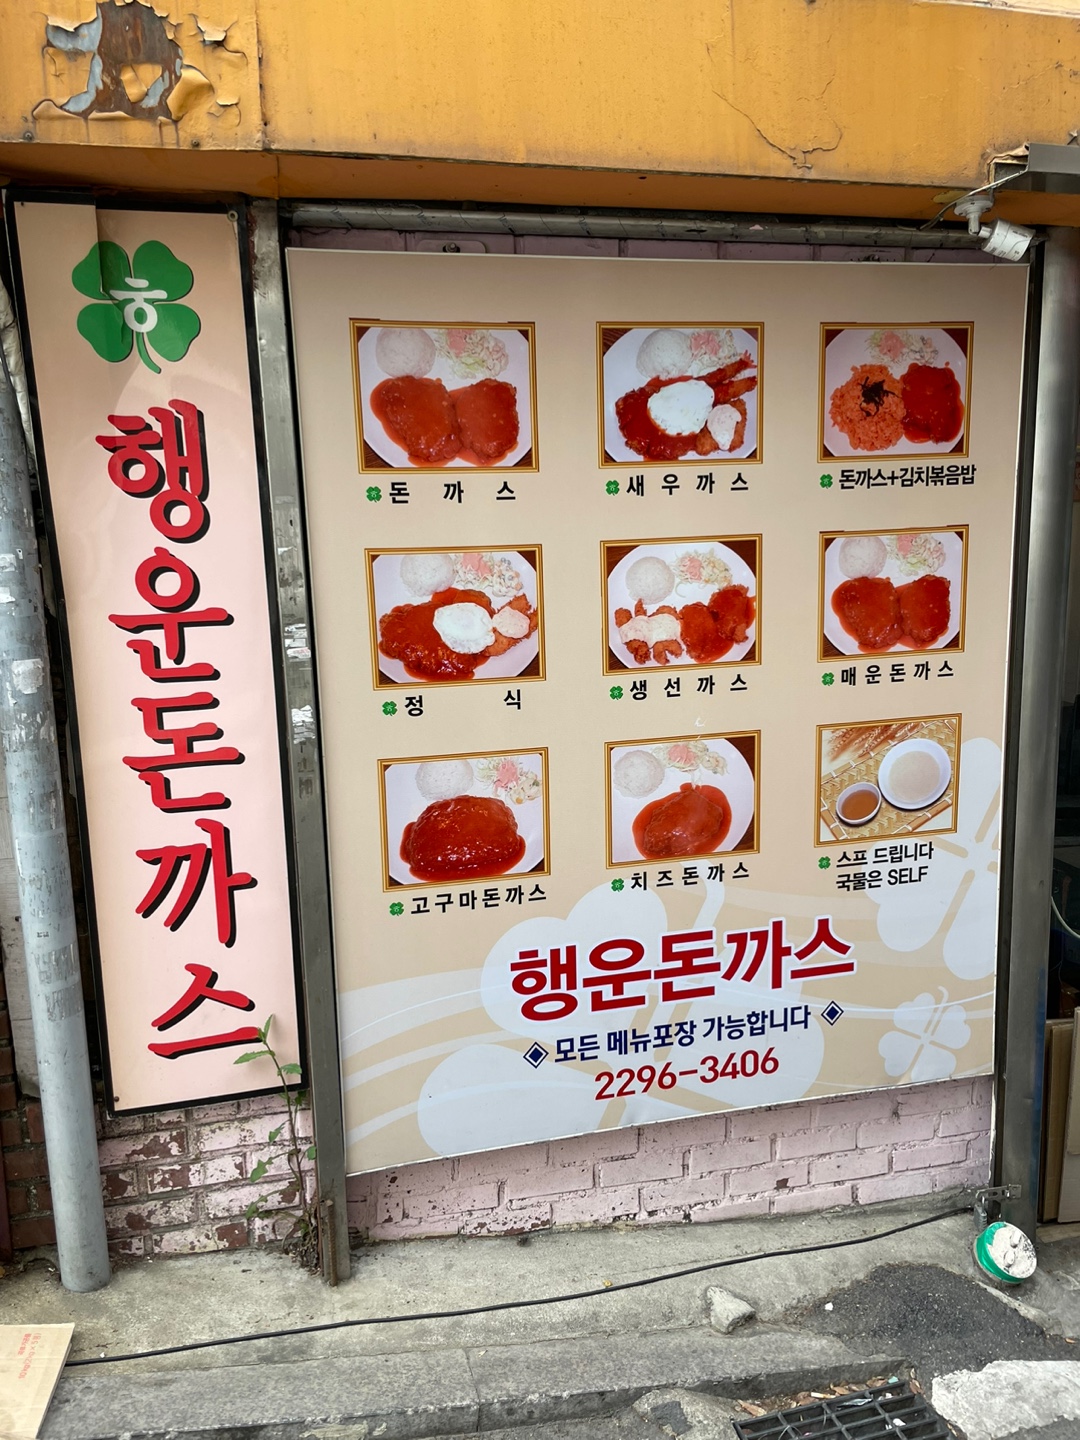 ㅎ
행운돈까스
돈 까 스
새 우 까 스
돈까스+김치볶음밥
정 식
생 선 까 스
매 운 돈 까 스
고구마돈까스
치 즈 돈 까 스
스프 드립니다
국물은 SELF
행운돈까스
모든 메뉴포장 가능합니다
2296-3406